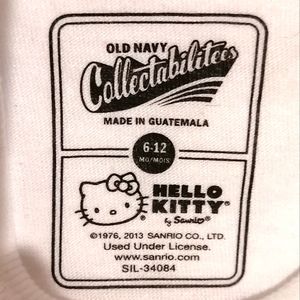 OLD NAVY
Collectabilitees
MADE IN GUATEMALA
6-12
MO/MOIS
HELLO
KITTY®
by Sanrio®
©1976, 2013 SANRIO CO., LTD.
Used Under License.
www.sanrio.com
SIL-34084